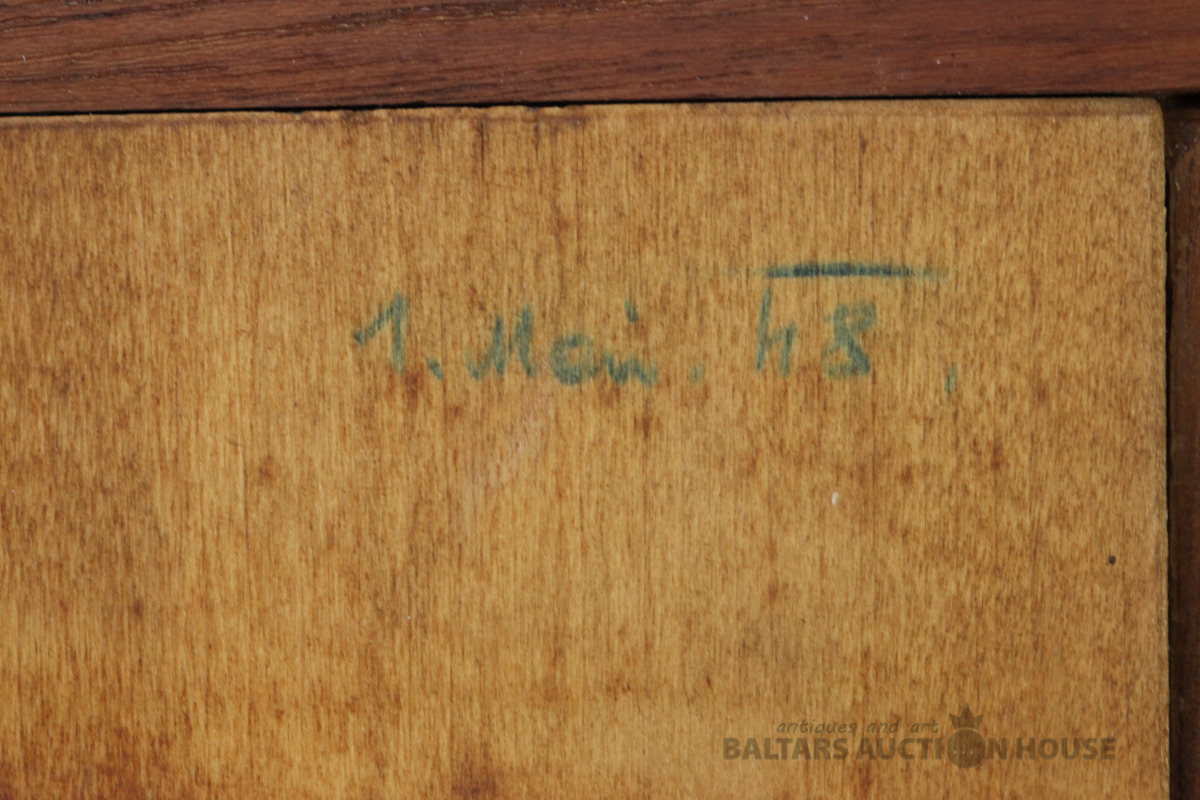 1. Mai. 48.
antiques and art
BALTARS AUCTION HOUSE